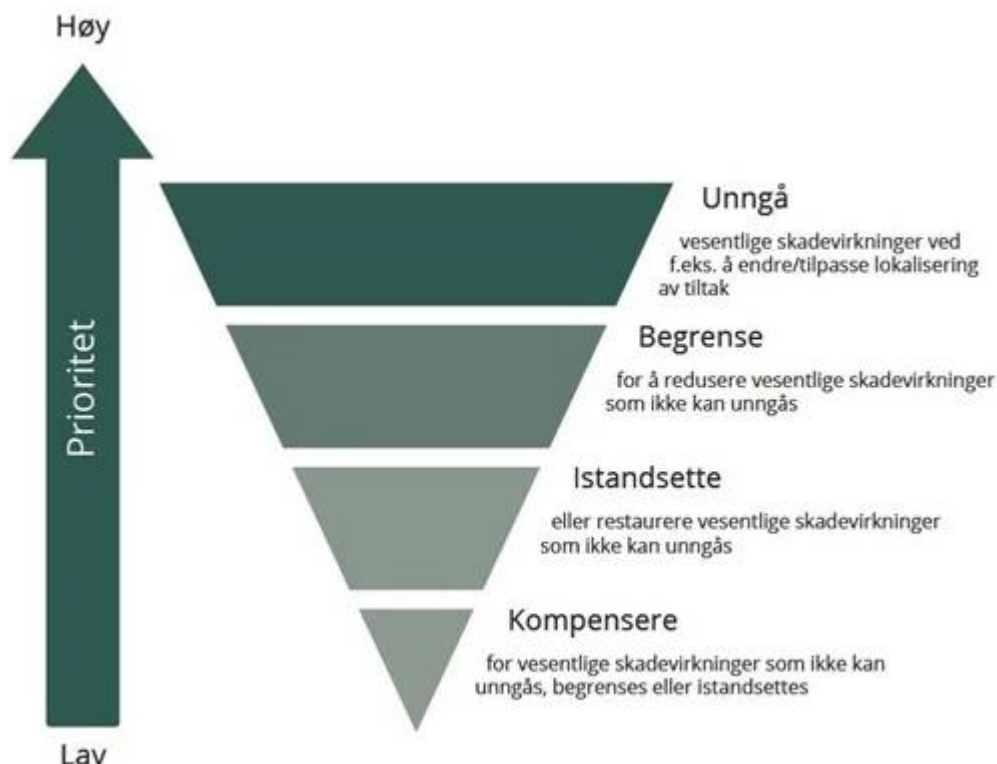 Høy
Prioritet
Unngå
vesentlige skadevirkninger ved
f.eks. å endre/tilpasse lokalisering
av tiltak
Begrense
for å redusere vesentlige skadevirkninger
som ikke kan unngås
Istandsette
eller restaurere vesentlige skadevirkninger
som ikke kan unngås
Kompensere
for vesentlige skadevirkninger som ikke kan
unngås, begrenses eller istandsettes
Lav